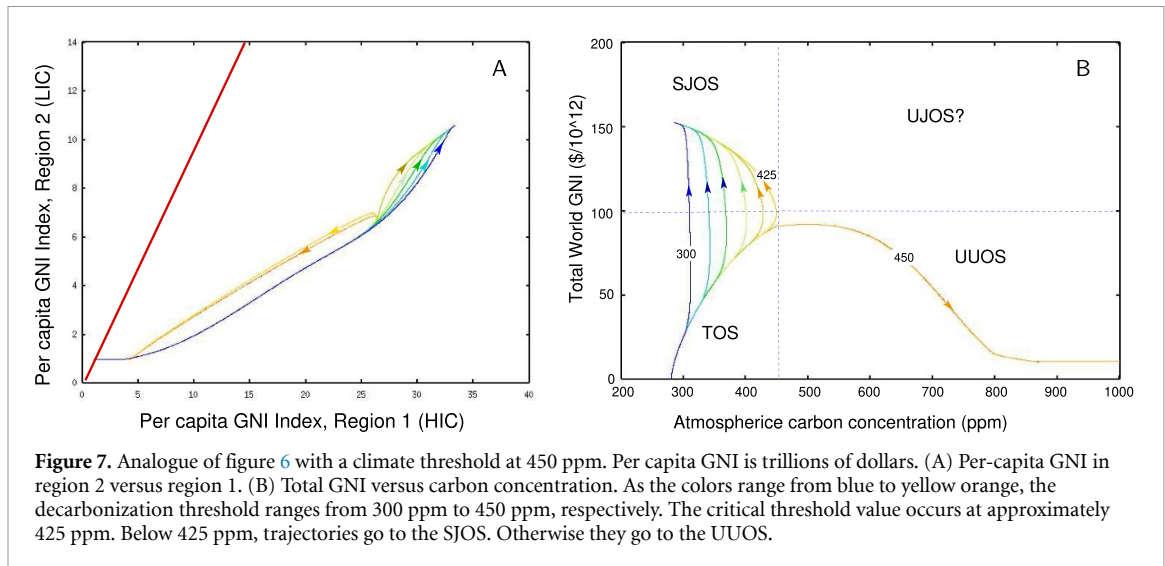 14
12
10
8
6
4
2
0
0
5
10
15
20
25
30
35
40
A
Per capita GNI Index, Region 2 (LIC)
Per capita GNI Index, Region 1 (HIC)
200
150
100
50
0
200
300
400
500
600
700
800
900
1000
B
SJOS
UJOS?
425
300
450
UUOS
TOS
Total World GNI ($/10^12)
Atmospherice carbon concentration (ppm)
Figure 7. Analogue of figure 6 with a climate threshold at 450 ppm. Per capita GNI is trillions of dollars. (A) Per-capita GNI in
region 2 versus region 1. (B) Total GNI versus carbon concentration. As the colors range from blue to yellow orange, the
decarbonization threshold ranges from 300 ppm to 450 ppm, respectively. The critical threshold value occurs at approximately
425 ppm. Below 425 ppm, trajectories go to the SJOS. Otherwise they go to the UUOS.